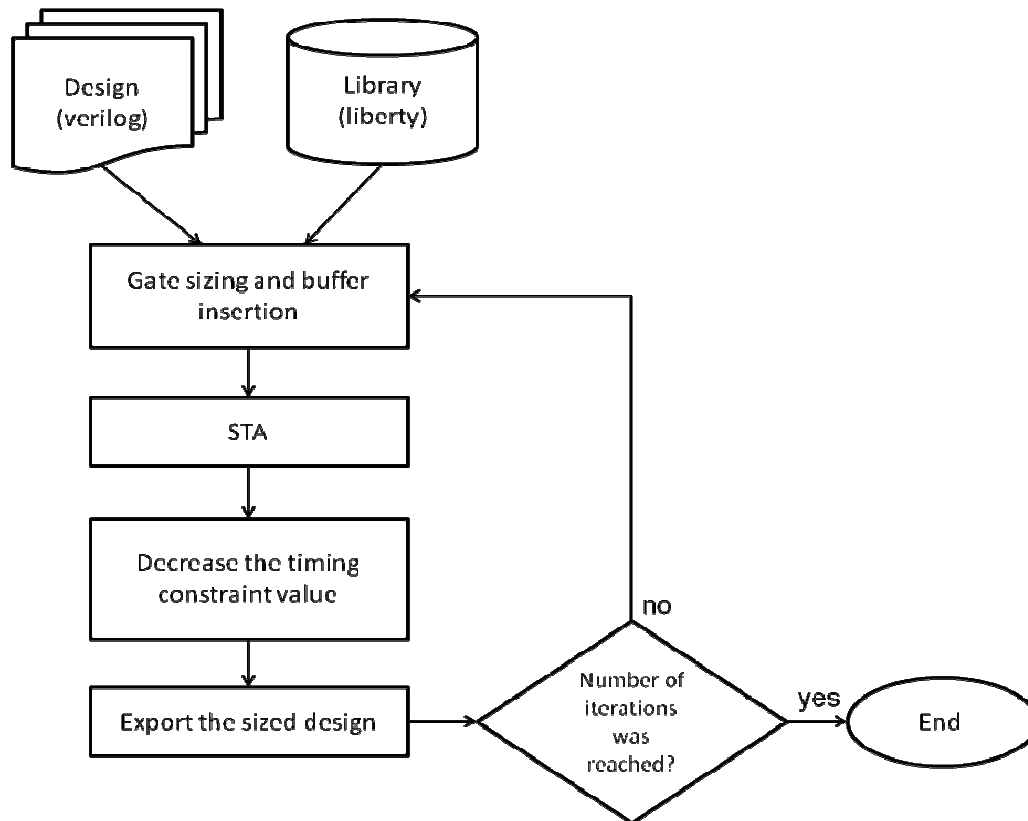 Design
(verilog)
Library
(liberty)
Gate sizing and buffer
insertion
STA
Decrease the timing
constraint value
Export the sized design
no
Number of
iterations
was
reached?
yes
End